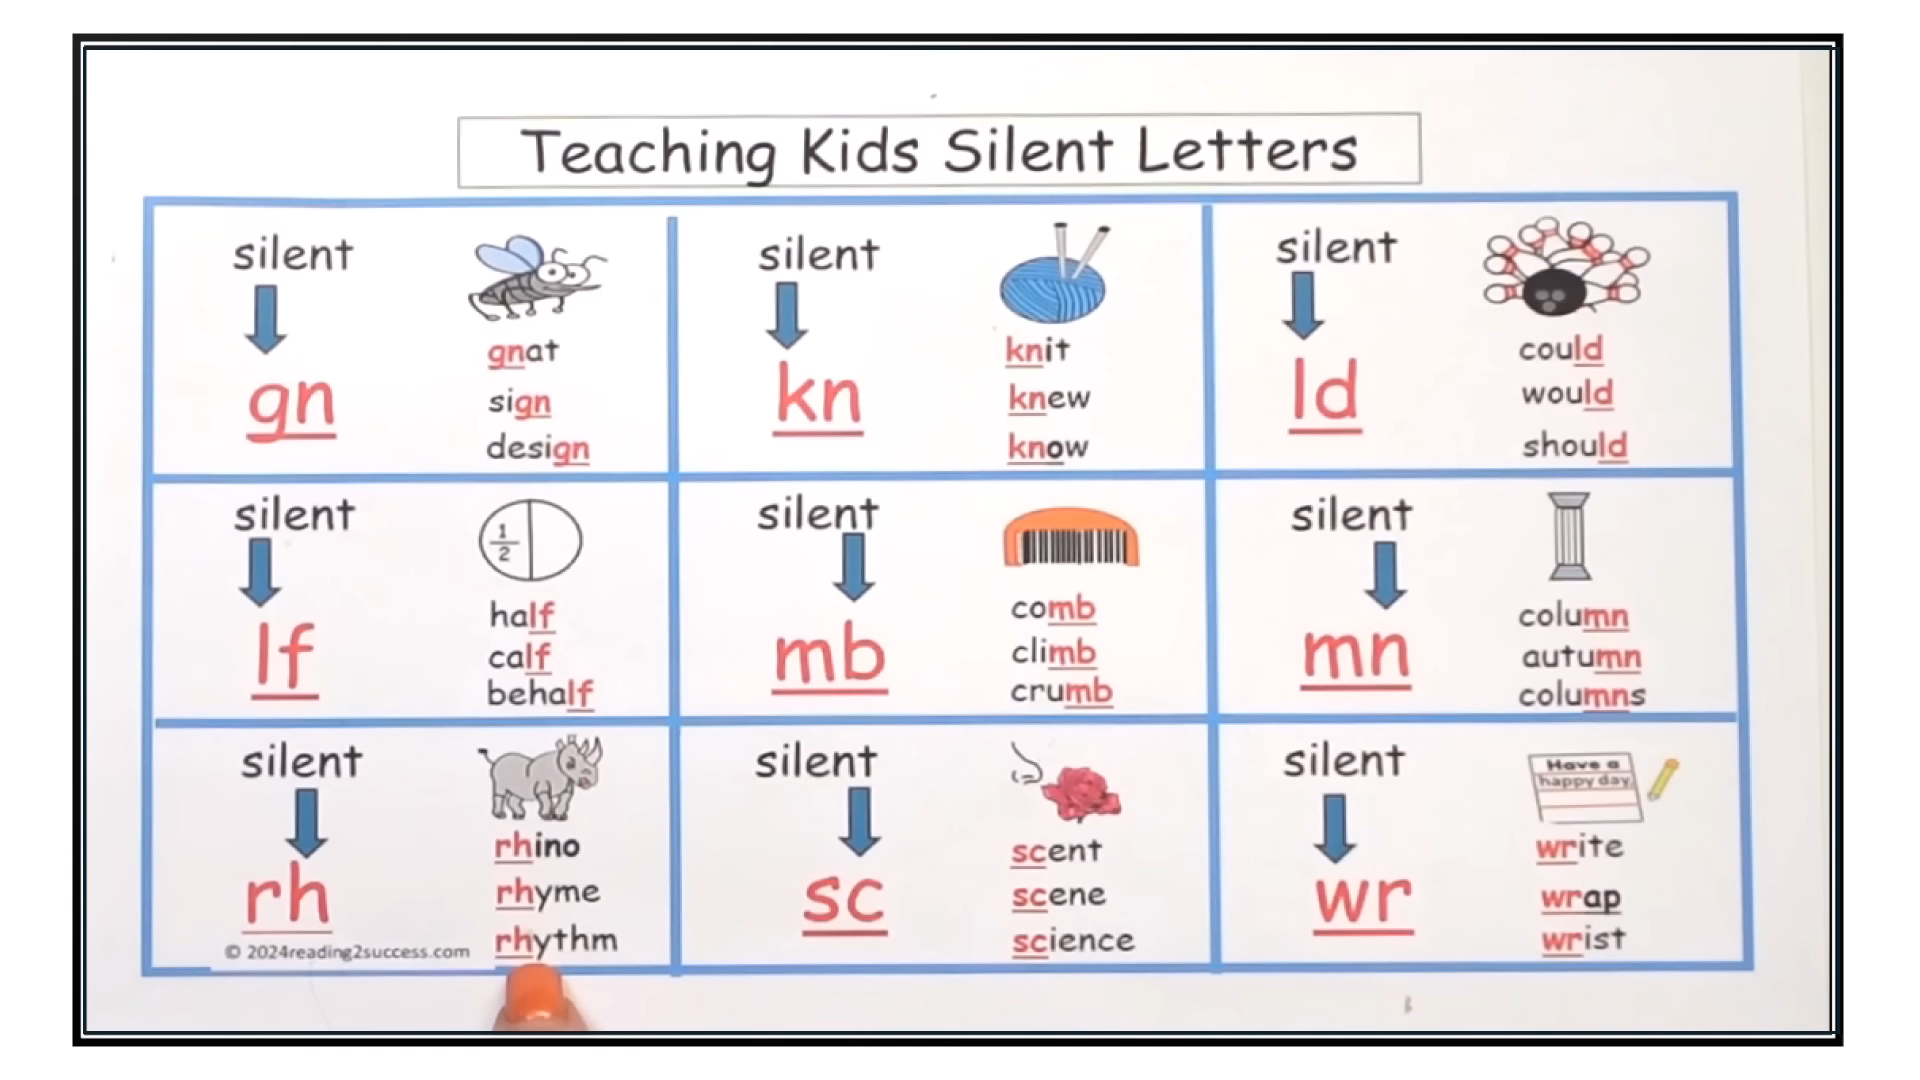 Teaching Kids Silent Letters
silent
gn
gnat
sign
design
silent
kn
knit
knew
know
silent
ld
could
would
should
silent
lf
1
2
half
calf
behalf
silent
mb
comb
climb
crumb
silent
mn
column
autumn
columns
silent
rh
rhino
rhyme
rhythm
© 2024reading2success.com
silent
sc
scent
scene
science
silent
wr
Have a
happy day.
write
wrap
wrist